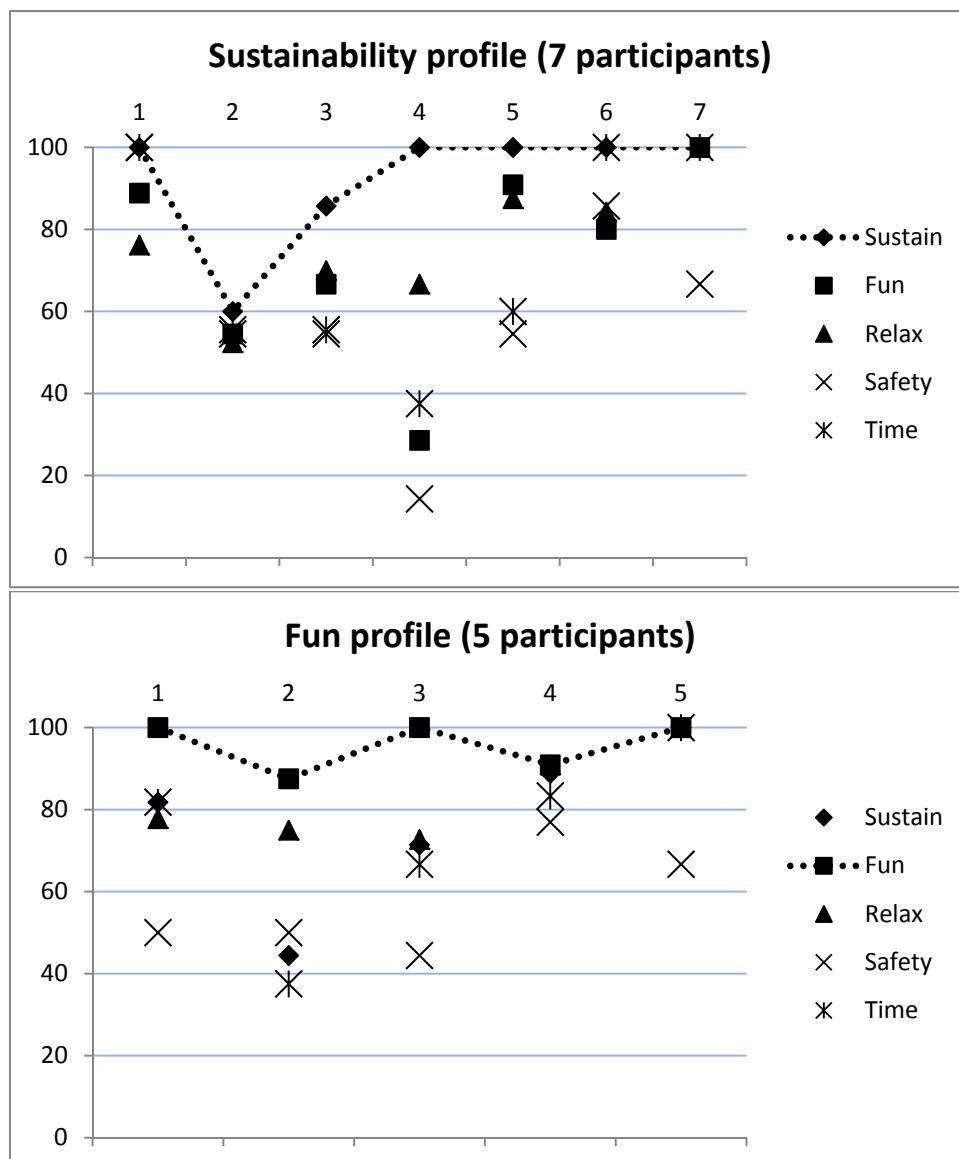 Sustainability profile (7 participants)
1 2 3 4 5 6 7
100
80
60
40
20
0
Sustain
Fun
Relax
Safety
Time
Fun profile (5 participants)
1 2 3 4 5
100
80
60
40
20
0
Sustain
Fun
Relax
Safety
Time